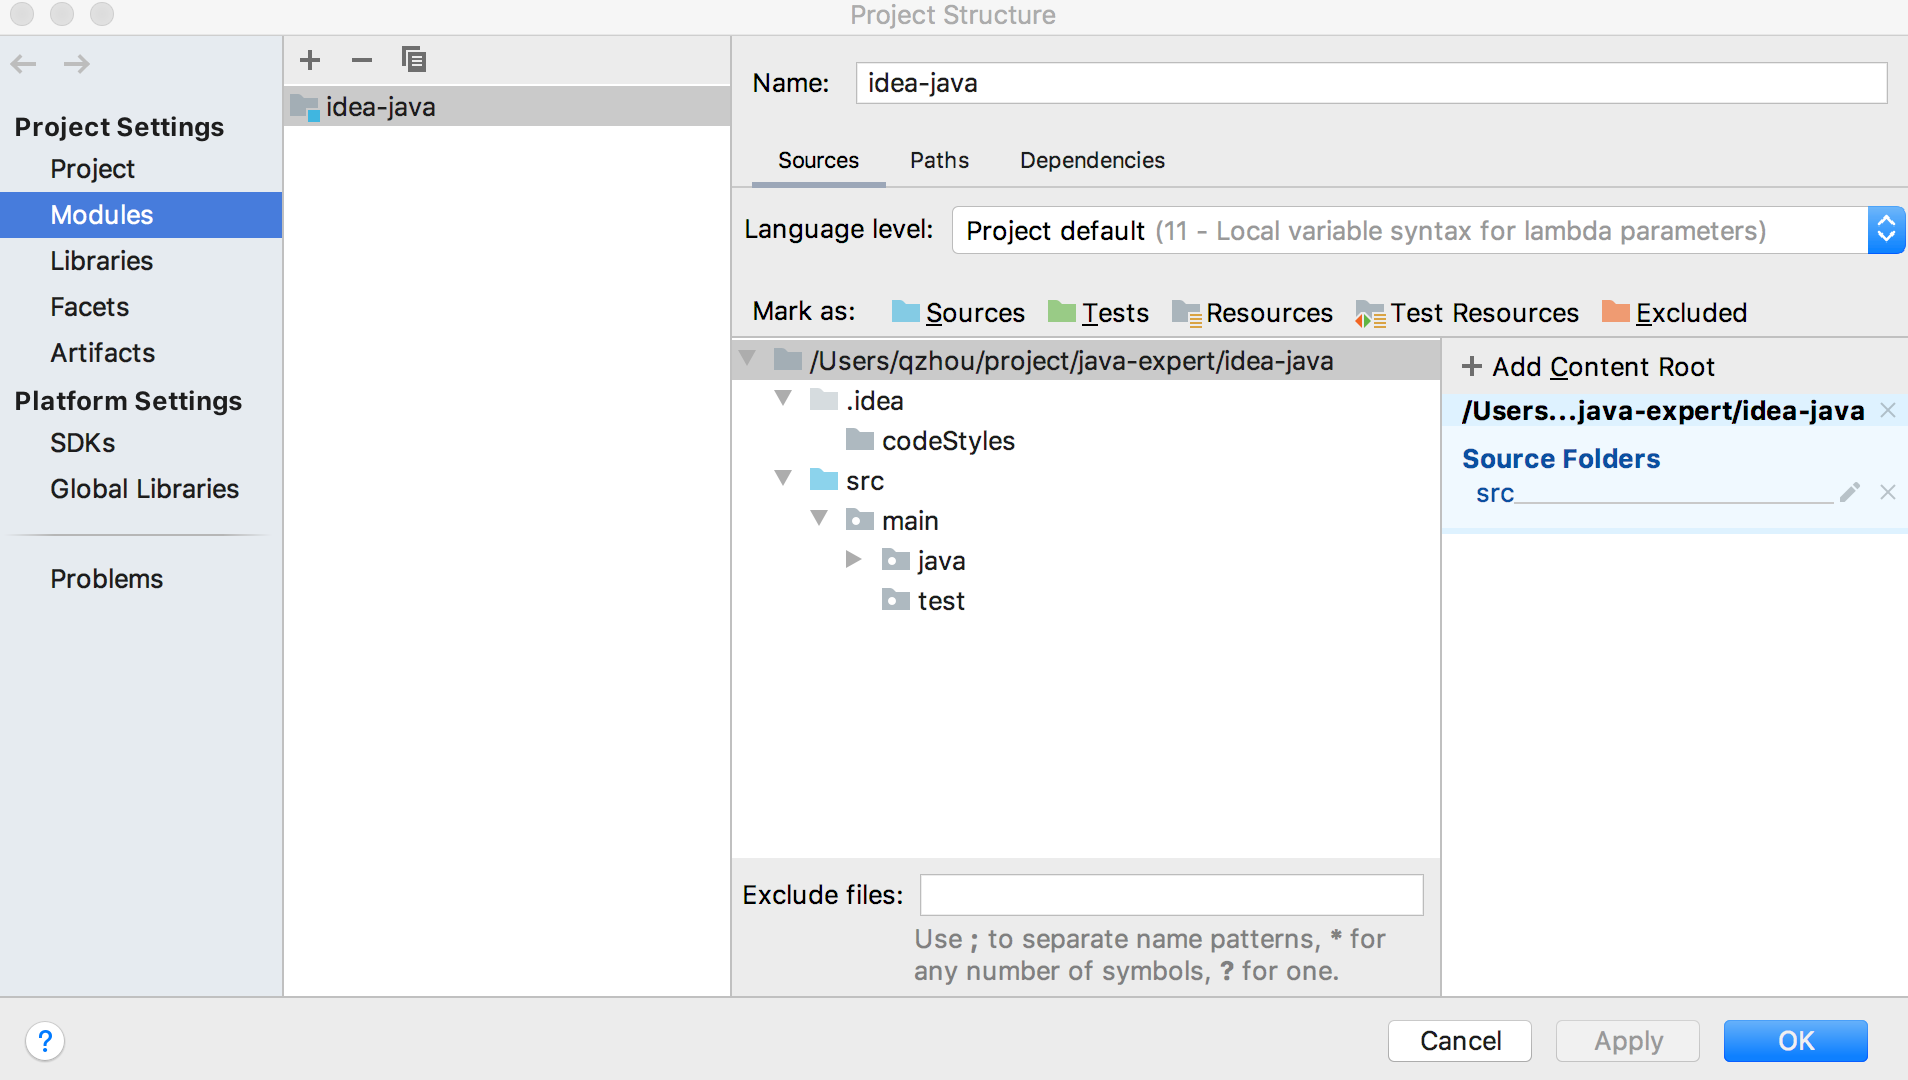 Project Structure
Project Settings
Project
Modules
Libraries
Facets
Artifacts
Platform Settings
SDKs
Global Libraries
Problems
idea-java
Name: idea-java
Sources Paths Dependencies
Language level: Project default (11 - Local variable syntax for lambda parameters)
Mark as: Sources Tests Resources Test Resources Excluded
/Users/qzhou/project/java-expert/idea-java
.idea
codeStyles
src
main
java
test
+ Add Content Root
/Users...java-expert/idea-java
Source Folders
src
Exclude files:
Use ; to separate name patterns, * for
any number of symbols, ? for one.
?
Cancel Apply OK